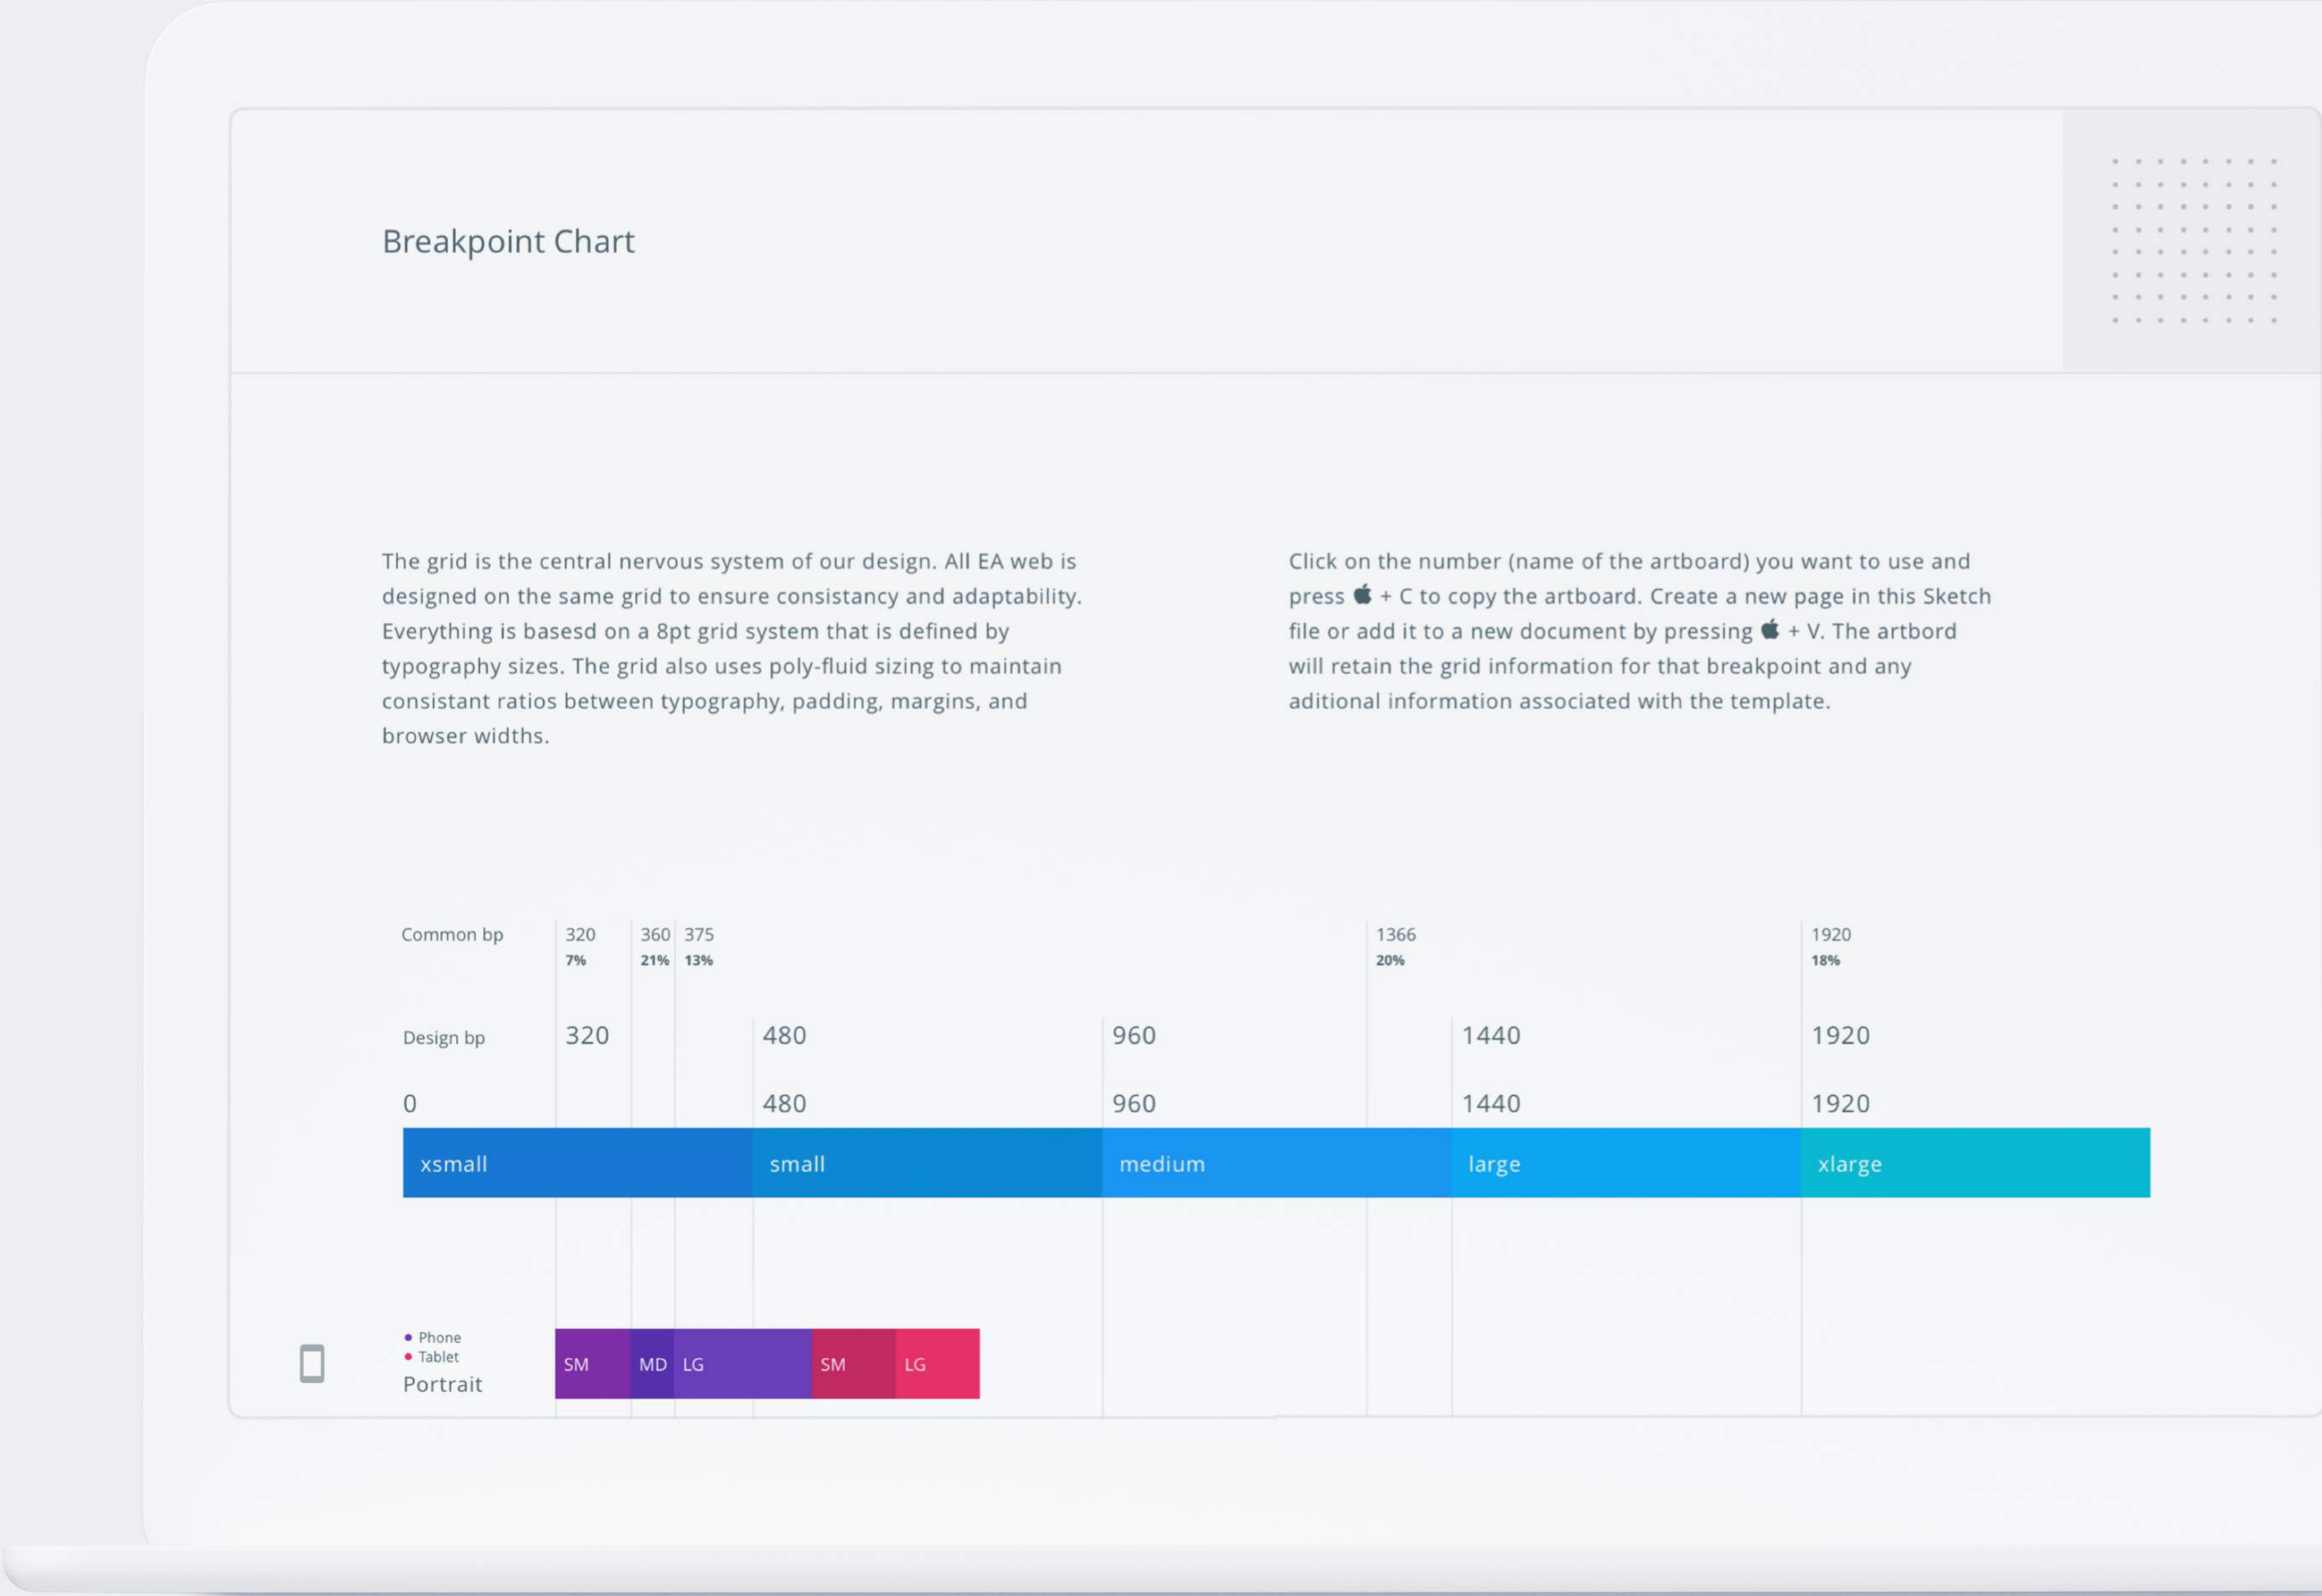 Breakpoint Chart
The grid is the central nervous system of our design. All EA web is
designed on the same grid to ensure consistancy and adaptability.
Everything is basesd on a 8pt grid system that is defined by
typography sizes. The grid also uses poly-fluid sizing to maintain
consistant ratios between typography, padding, margins, and
browser widths.
Click on the number (name of the artboard) you want to use and
press  + C to copy the artboard. Create a new page in this Sketch
file or add it to a new document by pressing  + V. The artbord
will retain the grid information for that breakpoint and any
aditional information associated with the template.
Common bp 320 360 375 1366 1920
7% 21% 13% 20% 18%
Design bp 320 480 960 1440 1920
0 480 960 1440 1920
xsmall small medium large xlarge
Phone
Tablet
Portrait
SM MD LG SM LG